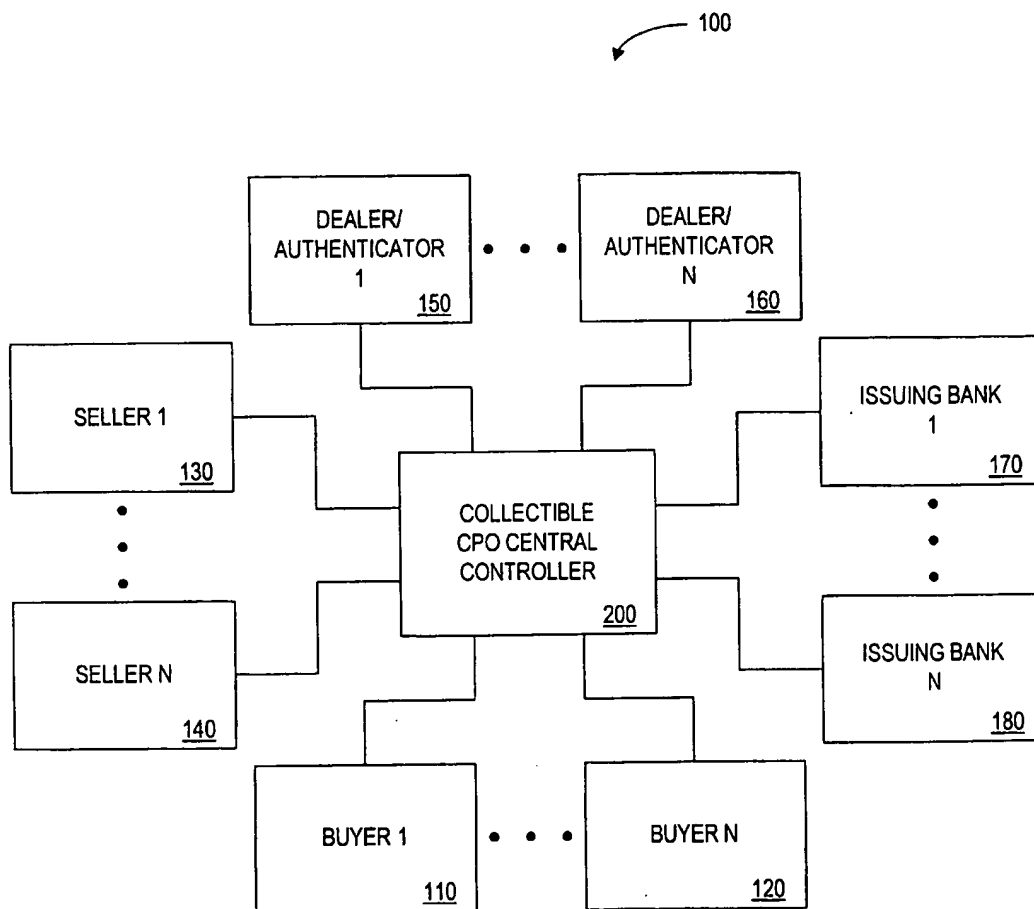 100
DEALER/
AUTHENTICATOR
1
150
DEALER/
AUTHENTICATOR
N
160
SELLER 1
130
ISSUING BANK
1
170
COLLECTIBLE
CPO CENTRAL
CONTROLLER
200
SELLER N
140
ISSUING BANK
N
180
BUYER 1
110
BUYER N
120